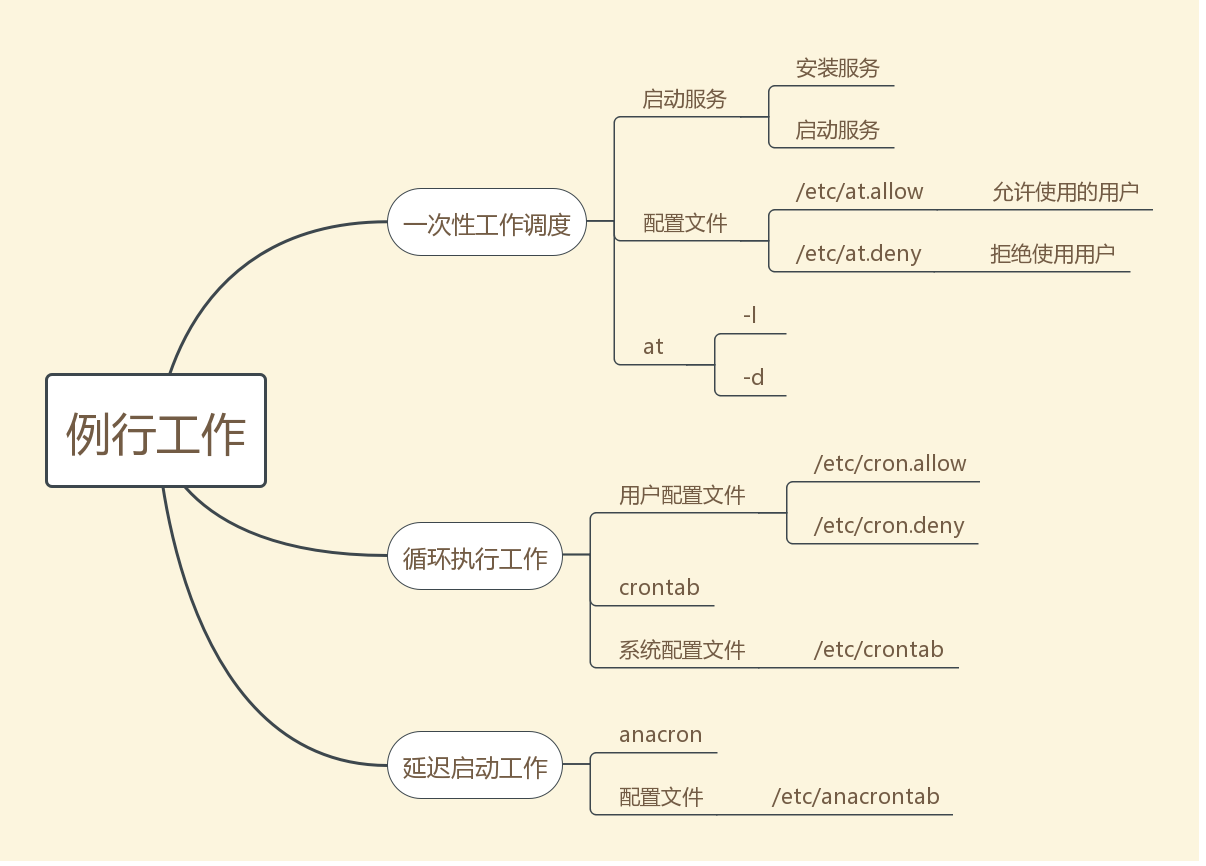 例行工作
一次性工作调度
启动服务
安装服务
启动服务
配置文件
/etc/at.allow
允许使用的用户
/etc/at.deny
拒绝使用用户
at
-l
-d
循环执行工作
用户配置文件
/etc/cron.allow
/etc/cron.deny
crontab
系统配置文件
/etc/crontab
延迟启动工作
anacron
配置文件
/etc/anacrontab